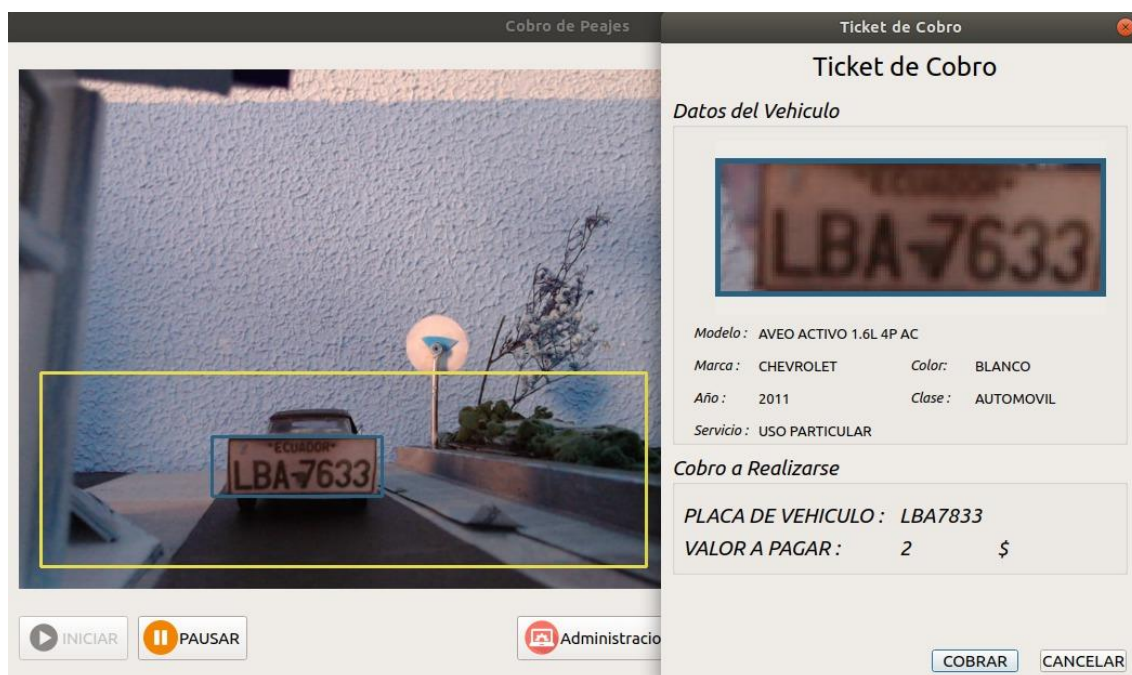 Cobro de Peajes
ECUADOR
LBA-7633
INICIAR
PAUSAR
Administracio
Ticket de Cobro
Ticket de Cobro
Datos del Vehiculo
ECUADOR
LBA-7633
Modelo : AVEO ACTIVO 1.6L 4P AC
Marca : CHEVROLET Color: BLANCO
Año : 2011 Clase : AUTOMOVIL
Servicio : USO PARTICULAR
Cobro a Realizarse
PLACA DE VEHICULO : LBA7833
VALOR A PAGAR : 2 $
COBRAR CANCELAR